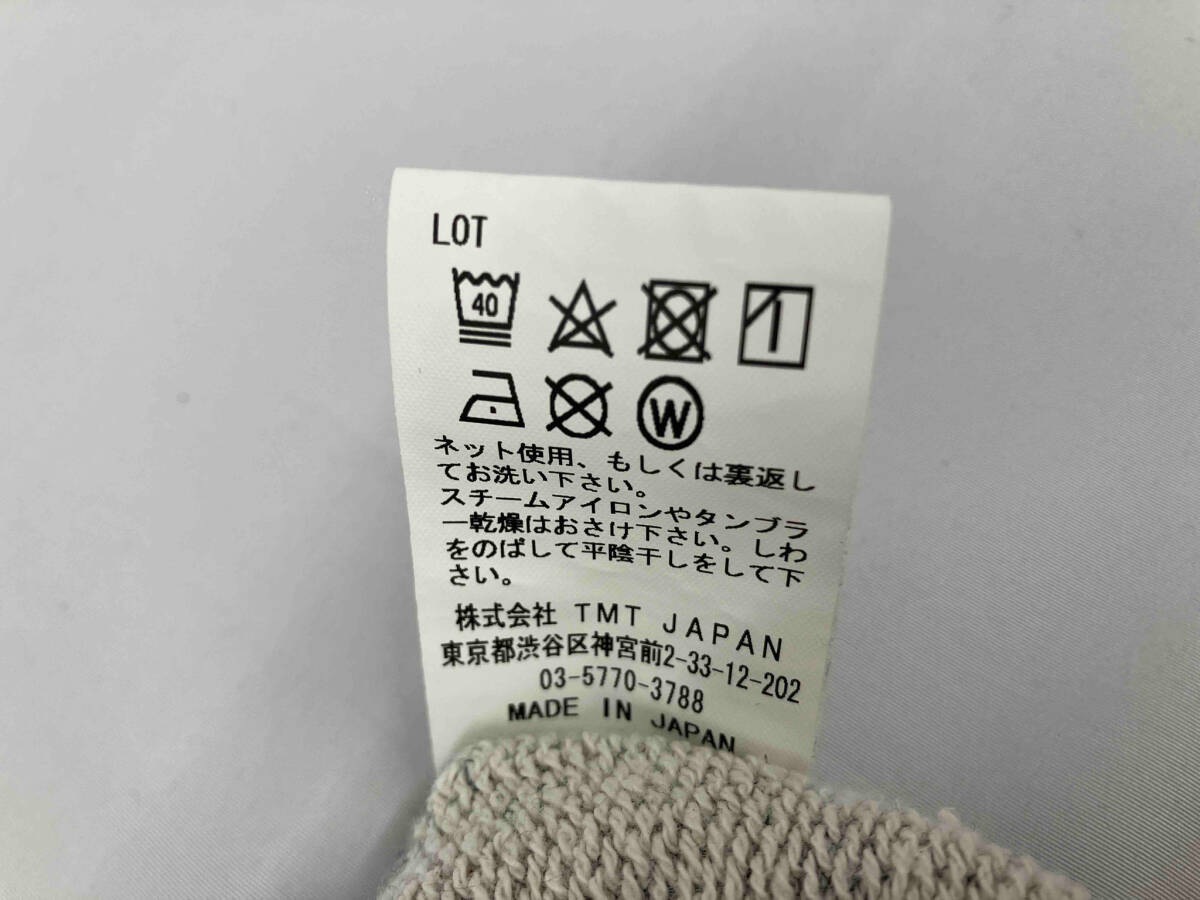 LOT
40
W
ネット使用、もしくは裏返し
てお洗い下さい。
スチームアイロンやタンブラ
ー乾燥はおさけ下さい。しわ
をのばして平陰干しをして下
さい。
株式会社 TMT JAPAN
東京都渋谷区神宮前2-33-12-202
03-5770-3788
MADE IN JAPAN